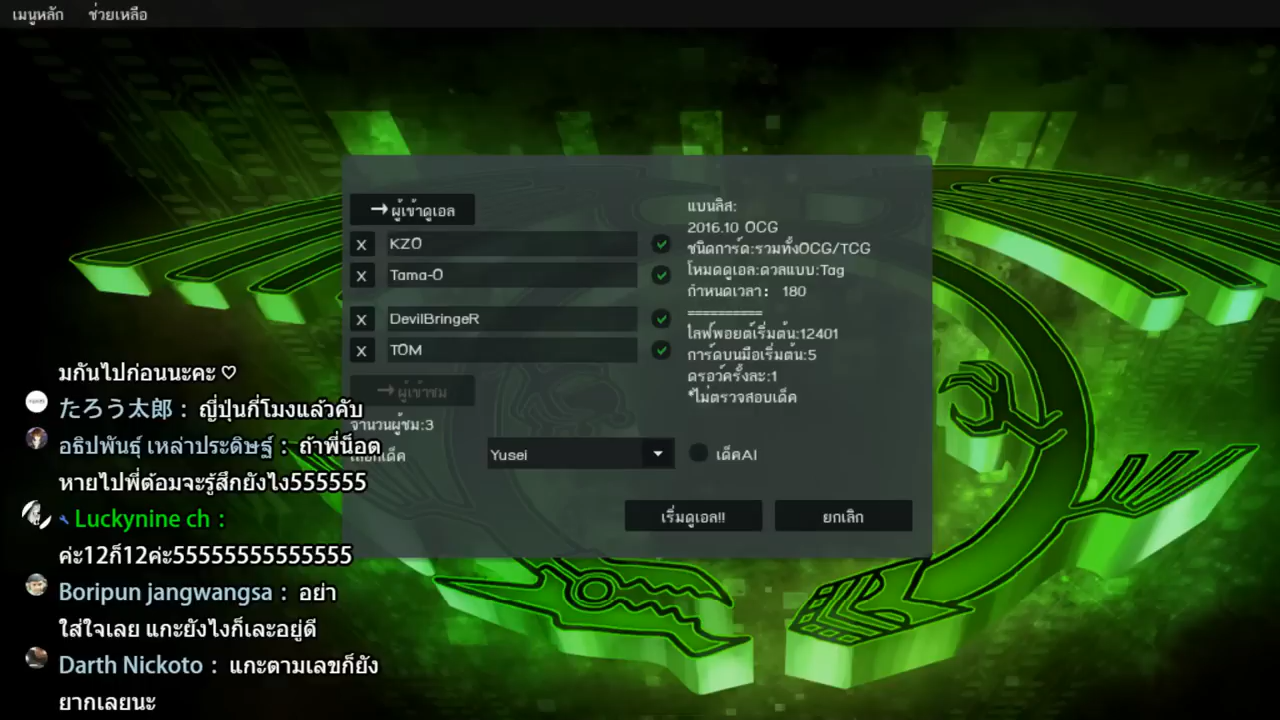 เมนูหลัก ช่วยเหลือ
→ผู้เข้าดูเอล
X KZO
X Tama-O
X DevilBringeR
X TOM
→ผู้เข้าชม
จำนวนผู้ชม:3
เลือกเด็ค Yusei เด็คAI
เริ่มดูเอล!! ยกเลิก
แบนลิส:
2016.10 OCG
ชนิดการ์ด:รวมทั้งOCG/TCG
โหมดดูเอล:ดวลแบบ:Tag
กำหนดเวลา: 180
==========
ไลฟ์พอยต์เริ่มต้น:12401
การ์ดบนมือเริ่มต้น:5
ดรอว์ครั้งละ:1
*ไม่ตรวจสอบเด็ค
มกันไปก่อนนะคะ ♡
たろう太郎 : ญี่ปุ่นกี่โมงแล้วคับ
อธิปพันธุ์ เหล่าประดิษฐ์ : ถ้าพี่น็อต
หายไปพี่ต้อมจะรู้สึกยังไง555555
Luckynine ch :
ค่ะ12ก็12ค่ะ55555555555555
Boripun jangwangsa : อย่า
ใส่ใจเลย แกะยังไงก็เละอยู่ดี
Darth Nickoto : แกะตามเลขก็ยัง
ยากเลยนะ